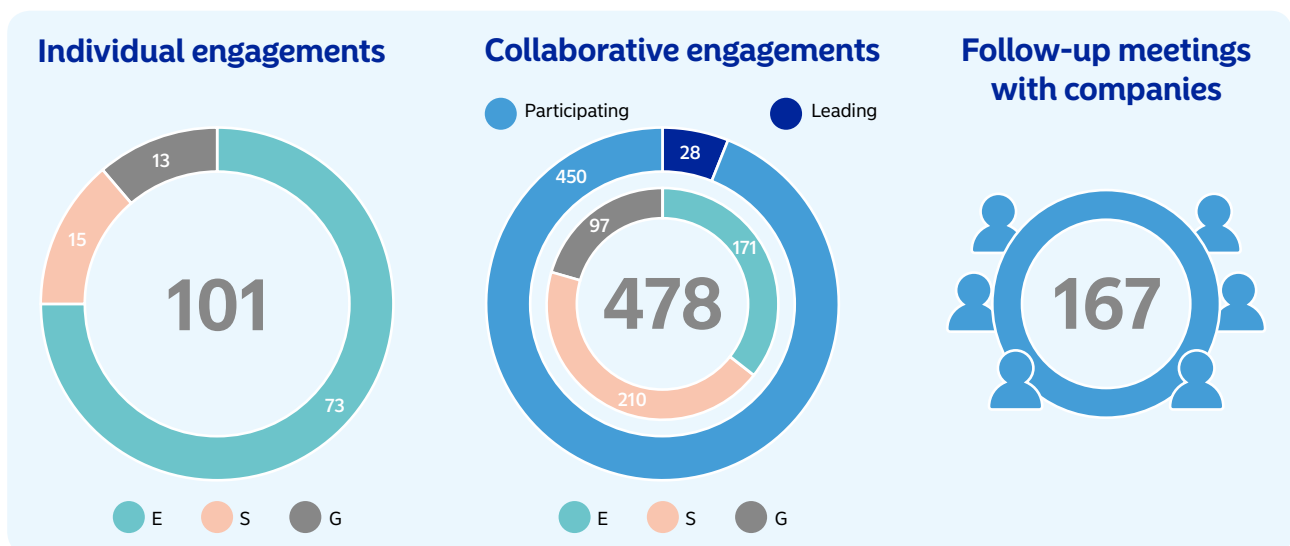 Individual engagements
13
15
101
73
E S G
Collaborative engagements
Participating Leading
28
450
97
171
478
210
E S G
Follow-up meetings
with companies
167